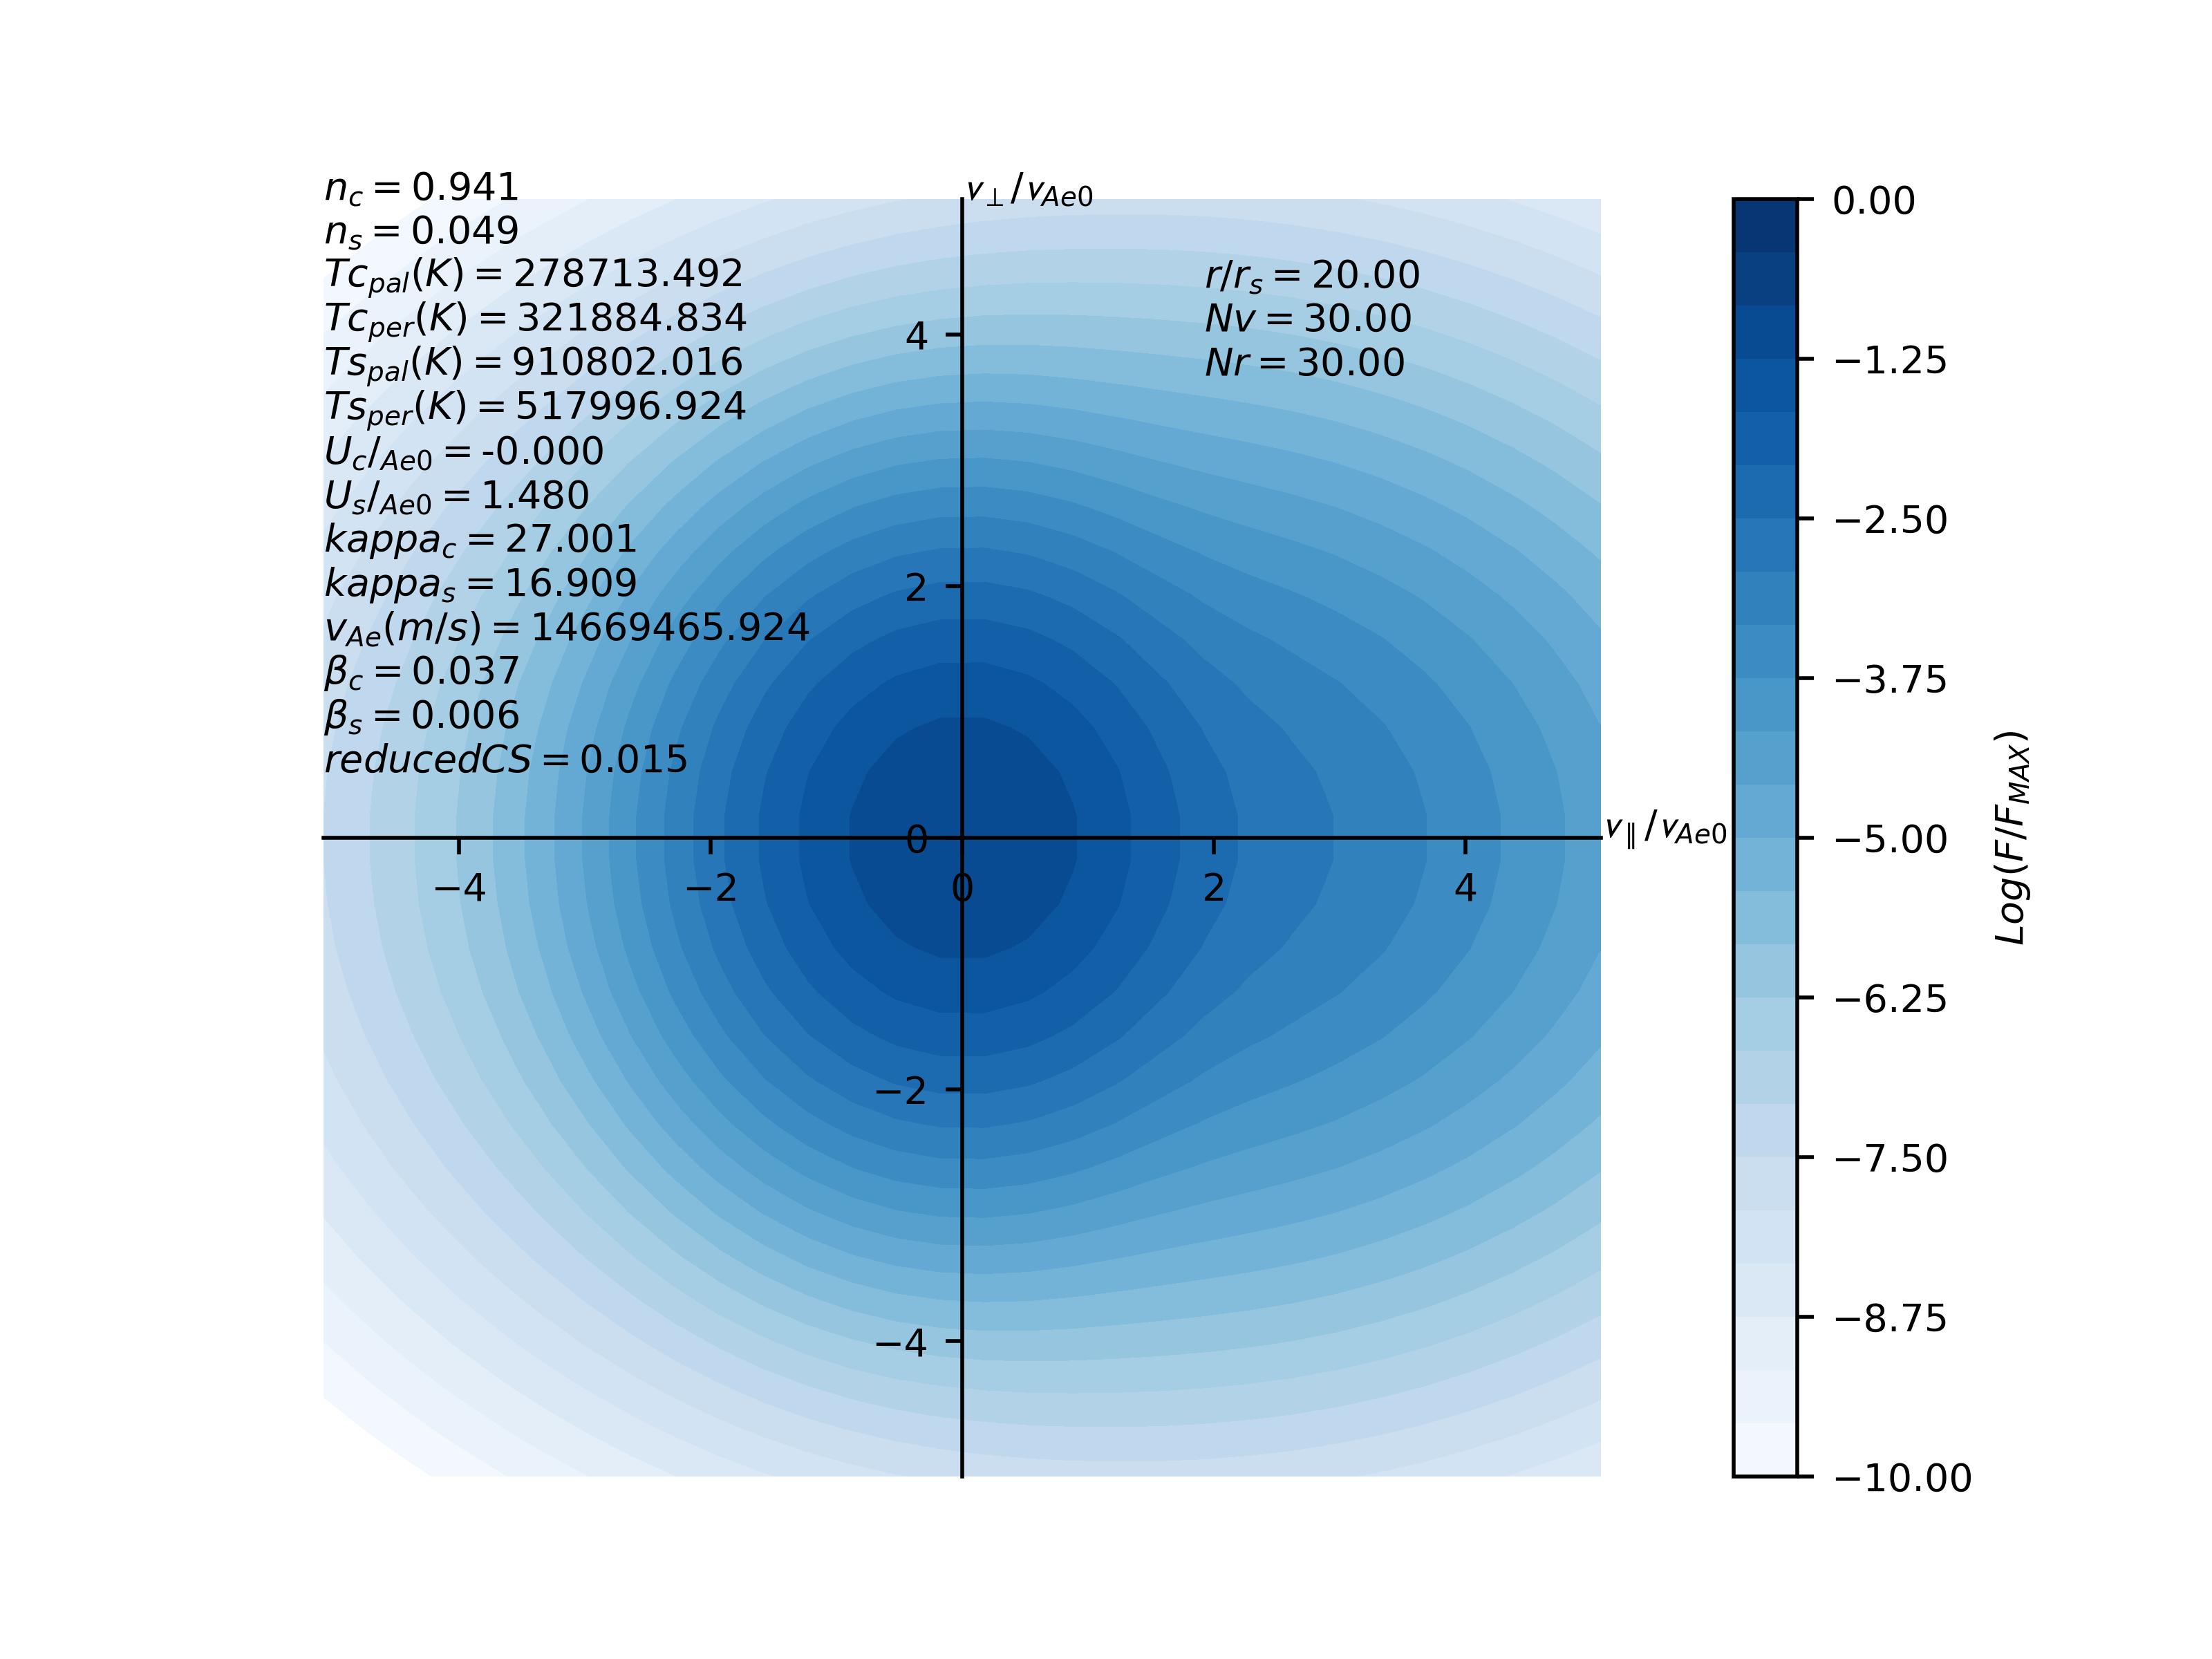 n_c = 0.941
n_s = 0.049
Tc_pal(K) = 278713.492
Tc_per(K) = 321884.834
Ts_pal(K) = 910802.016
Ts_per(K) = 517996.924
U_c/_Ae0 = -0.000
U_s/_Ae0 = 1.480
kappa_c = 27.001
kappa_s = 16.909
v_Ae(m/s) = 14669465.924
β_c = 0.037
β_s = 0.006
reducedCS = 0.015
v_⊥/v_Ae0
r/r_s = 20.00
Nv = 30.00
Nr = 30.00
4
2
0
−2
−4
−4
−2
0
2
4
v_∥/v_Ae0
0.00
−1.25
−2.50
−3.75
−5.00
−6.25
−7.50
−8.75
−10.00
Log(F/F_MAX)